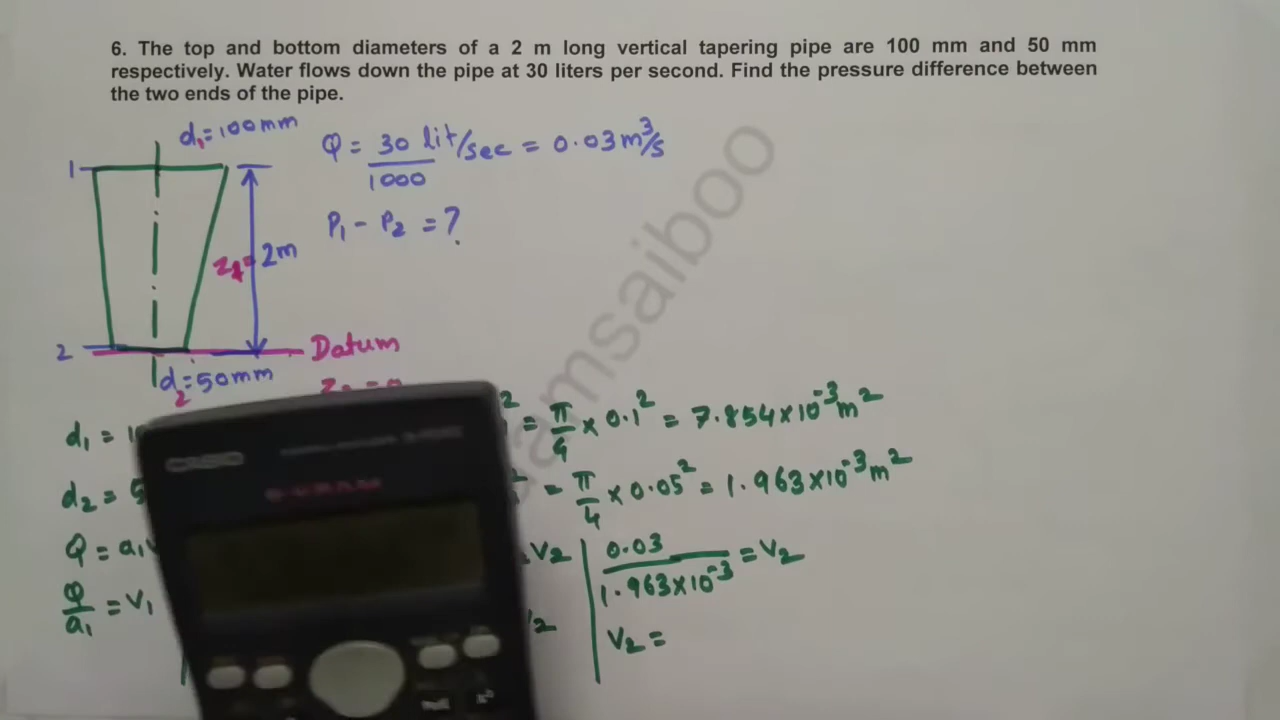 6. The top and bottom diameters of a 2 m long vertical tapering pipe are 100 mm and 50 mm
respectively. Water flows down the pipe at 30 liters per second. Find the pressure difference between
the two ends of the pipe.
d₁=100mm
Q = 30/1000 lit/sec = 0.03 m³/s
P₁ - P₂ = ?
1
2m
2
Datum
d₂=50mm
d₁ =
= π/4 × 0.1² = 7.854×10⁻³ m²
d₂ =
= π/4 × 0.05² = 1.963×10⁻³ m²
Q = a₁
V₂
0.03/1.963×10⁻³ = V₂
Q/a₁ = V₁
V₂ =
CASIO
amsaiboo